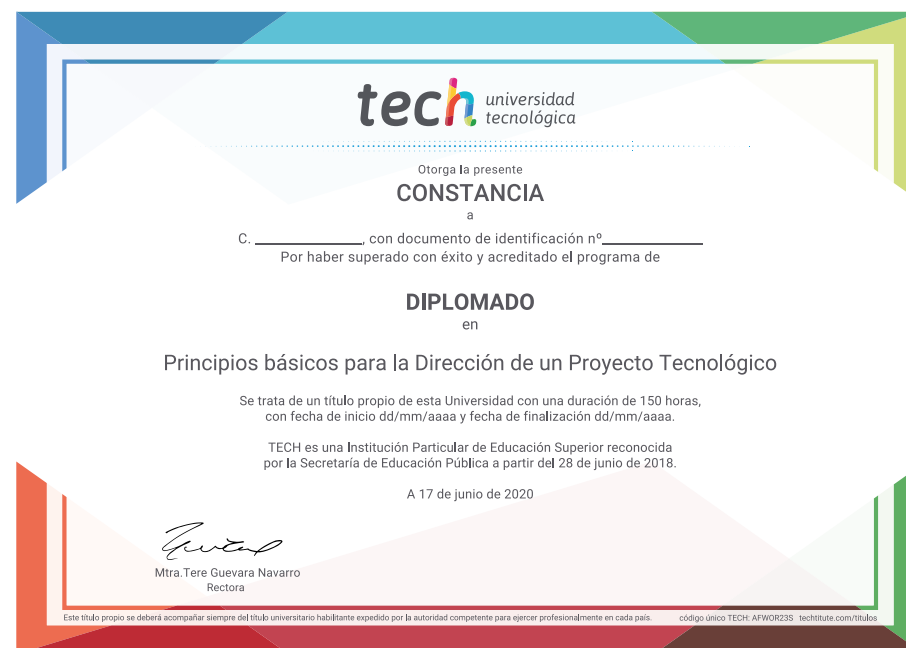 tech universidad
tecnológica
Otorga la presente
CONSTANCIA
a
C. ____________, con documento de identificación nº____________
Por haber superado con éxito y acreditado el programa de
DIPLOMADO
en
Principios básicos para la Dirección de un Proyecto Tecnológico
Se trata de un título propio de esta Universidad con una duración de 150 horas,
con fecha de inicio dd/mm/aaaa y fecha de finalización dd/mm/aaaa.
TECH es una Institución Particular de Educación Superior reconocida
por la Secretaría de Educación Pública a partir del 28 de junio de 2018.
A 17 de junio de 2020
Mtra.Tere Guevara Navarro
Rectora
Este título propio se deberá acompañar siempre del título universitario habilitante expedido por la autoridad competente para ejercer profesionalmente en cada país. código único TECH: AFWOR23S techtitute.com/titulos